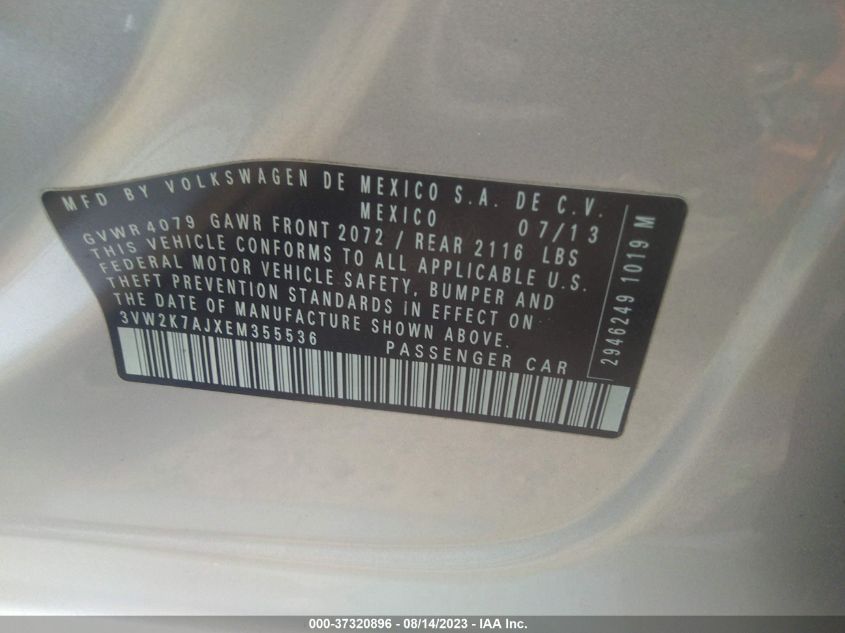 MFD BY VOLKSWAGEN DE MEXICO S.A. DE C.V.
MEXICO 07/13
GVWR 4079 GAWR FRONT 2072 / REAR 2116 LBS
THIS VEHICLE CONFORMS TO ALL APPLICABLE U.S.
FEDERAL MOTOR VEHICLE SAFETY, BUMPER AND
THEFT PREVENTION STANDARDS IN EFFECT ON
THE DATE OF MANUFACTURE SHOWN ABOVE.
3VW2K7AJXEM355536 PASSENGER CAR
2946249 1019 M
000-37320896 - 08/14/2023 - IAA Inc.